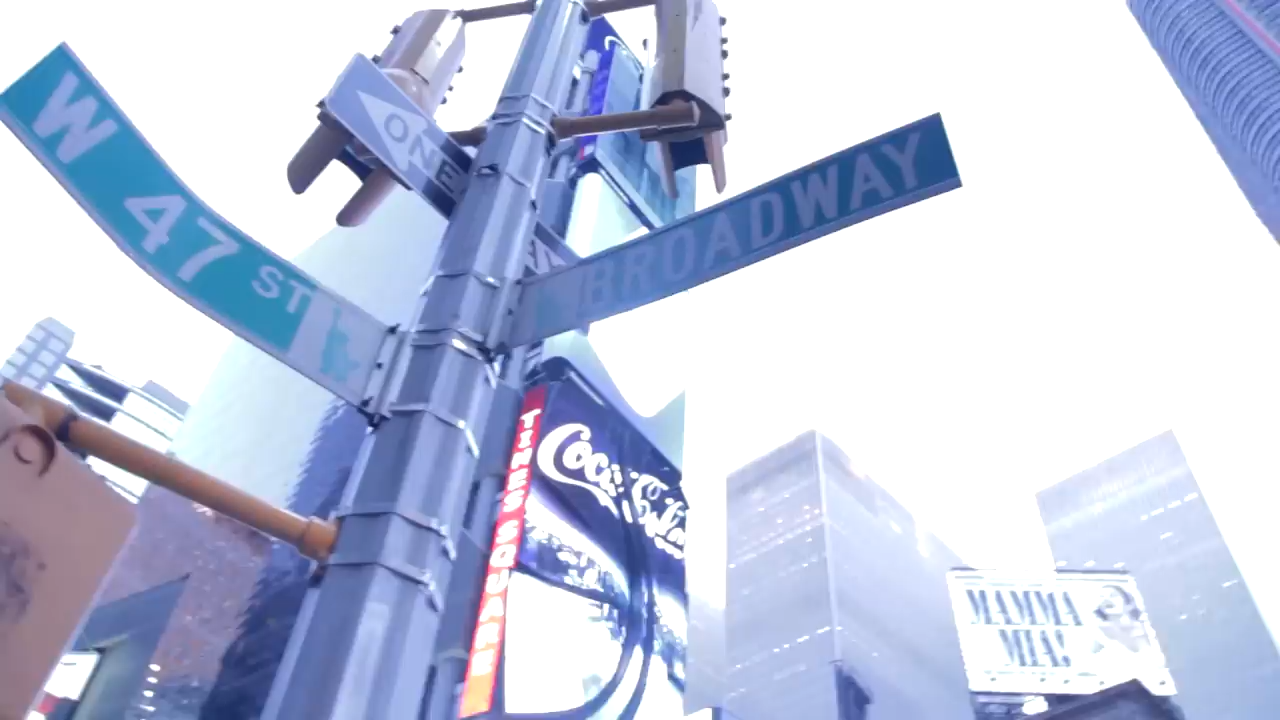 W 47 ST
ONE
BROADWAY
TIMES SQUARE
Coca-Cola
MAMMA
MIA!